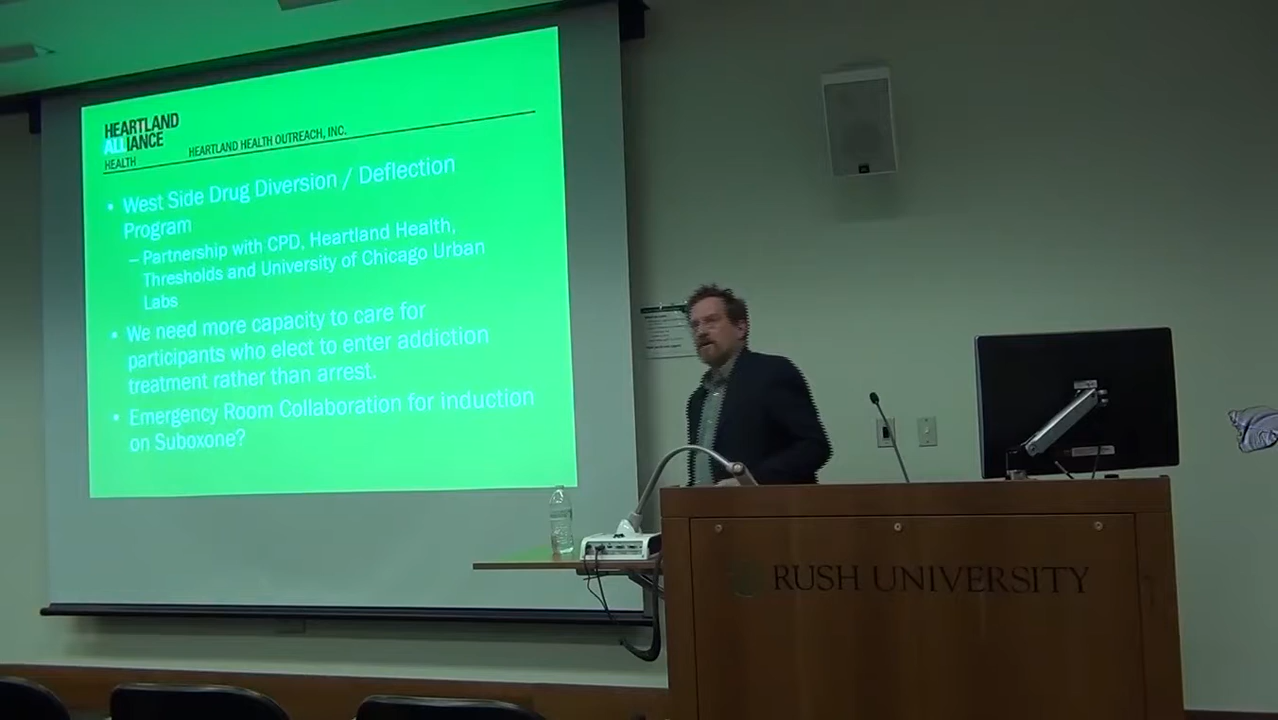 HEARTLAND
ALLIANCE
HEALTH
HEARTLAND HEALTH OUTREACH, INC.
• West Side Drug Diversion / Deflection
Program
– Partnership with CPD, Heartland Health,
Thresholds and University of Chicago Urban
Labs
• We need more capacity to care for
participants who elect to enter addiction
treatment rather than arrest.
• Emergency Room Collaboration for induction
on Suboxone?
RUSH UNIVERSITY